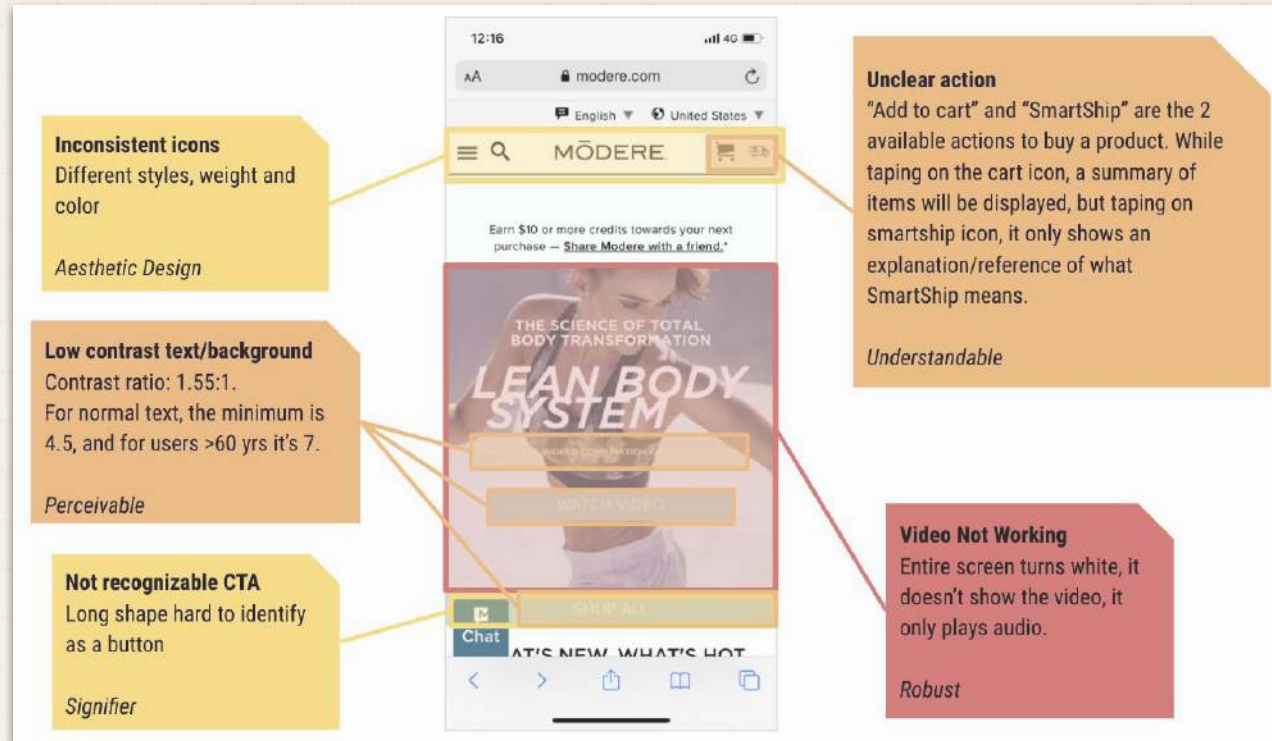 Inconsistent icons
Different styles, weight and
color
Aesthetic Design
Low contrast text/background
Contrast ratio: 1.55:1.
For normal text, the minimum is
4.5, and for users >60 yrs it's 7.
Perceivable
Not recognizable CTA
Long shape hard to identify
as a button
Signifier
12:16
4G
AA
modere.com
English ▼
United States ▼
MŌDERE
Earn $10 or more credits towards your next
purchase — Share Modere with a friend.*
THE SCIENCE OF TOTAL
BODY TRANSFORMATION
LEAN BODY
SYSTEM
WATCH VIDEO
SHOP ALL
M
Chat
AT'S NEW, WHAT'S HOT
Unclear action
"Add to cart" and "SmartShip" are the 2
available actions to buy a product. While
taping on the cart icon, a summary of
items will be displayed, but taping on
smartship icon, it only shows an
explanation/reference of what
SmartShip means.
Understandable
Video Not Working
Entire screen turns white, it
doesn't show the video, it
only plays audio.
Robust